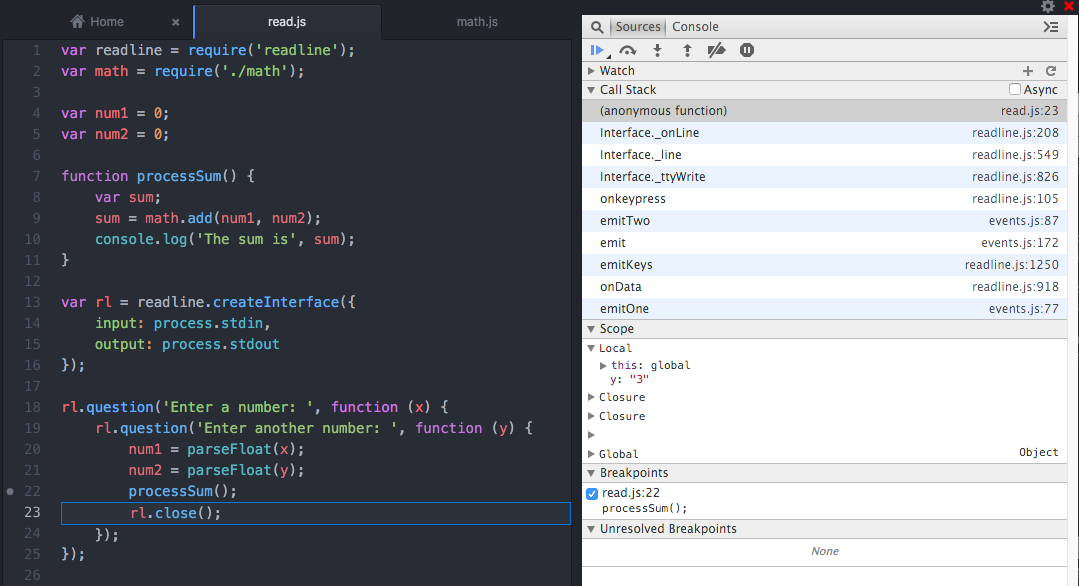 Home × read.js math.js
1 var readline = require('readline');
2 var math = require('./math');
3
4 var num1 = 0;
5 var num2 = 0;
6
7 function processSum() {
8 var sum;
9 sum = math.add(num1, num2);
10 console.log('The sum is', sum);
11 }
12
13 var rl = readline.createInterface({
14 input: process.stdin,
15 output: process.stdout
16 });
17
18 rl.question('Enter a number: ', function (x) {
19 rl.question('Enter another number: ', function (y) {
20 num1 = parseFloat(x);
21 num2 = parseFloat(y);
22 processSum();
23 rl.close();
24 });
25 });
26
Sources Console
Watch
Call Stack Async
(anonymous function) read.js:23
Interface._onLine readline.js:208
Interface._line readline.js:549
Interface._ttyWrite readline.js:826
onkeypress readline.js:105
emitTwo events.js:87
emit events.js:172
emitKeys readline.js:1250
onData readline.js:918
emitOne events.js:77
Scope
Local
this: global
y: "3"
Closure
Closure
Global Object
Breakpoints
read.js:22
processSum();
Unresolved Breakpoints
None